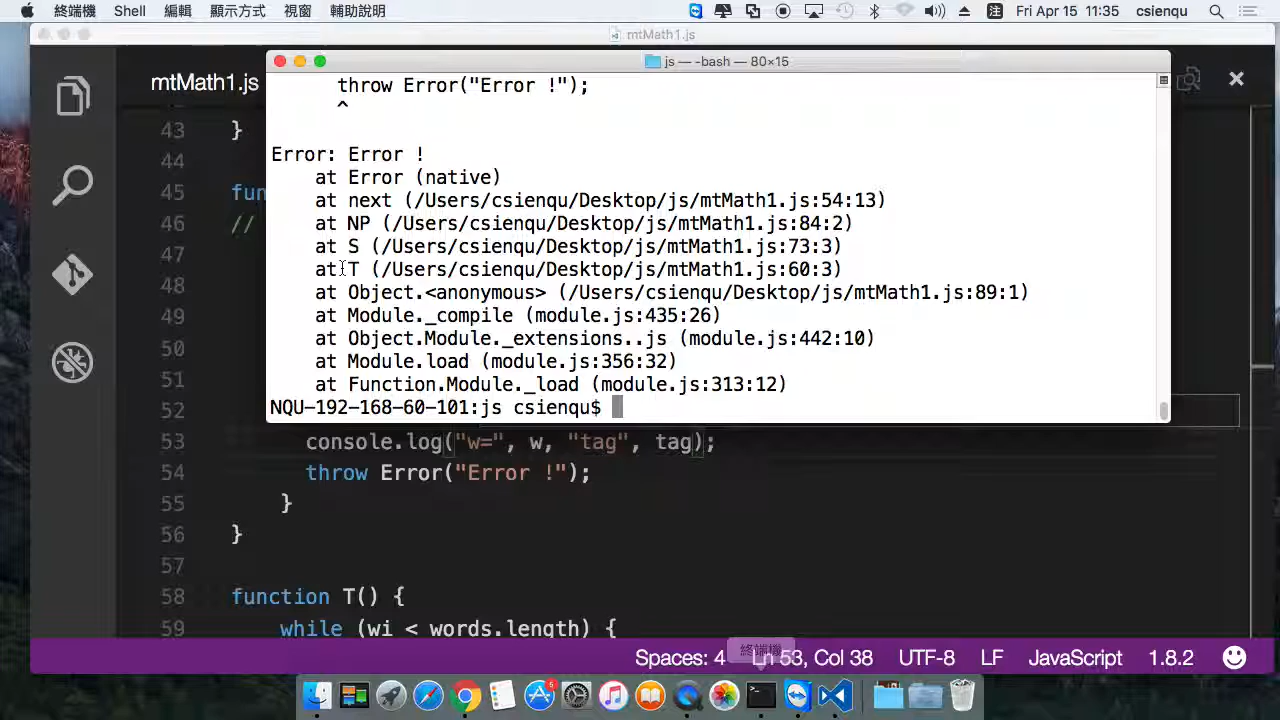 終端機 Shell 編輯 顯示方式 視窗 輔助說明 注 Fri Apr 15 11:35 csienqu
mtMath1.js
js — -bash — 80×15
mtMath1.js
throw Error("Error !");
^
Error: Error !
at Error (native)
at next (/Users/csienqu/Desktop/js/mtMath1.js:54:13)
at NP (/Users/csienqu/Desktop/js/mtMath1.js:84:2)
at S (/Users/csienqu/Desktop/js/mtMath1.js:73:3)
at T (/Users/csienqu/Desktop/js/mtMath1.js:60:3)
at Object.<anonymous> (/Users/csienqu/Desktop/js/mtMath1.js:89:1)
at Module._compile (module.js:435:26)
at Object.Module._extensions..js (module.js:442:10)
at Module.load (module.js:356:32)
at Function.Module._load (module.js:313:12)
NQU-192-168-60-101:js csienqu$
43 }
44
45 fun
46 //
47
48
49
50
51
52
53 console.log("w=", w, "tag", tag);
54 throw Error("Error !");
55 }
56 }
57
58 function T() {
59 while (wi < words.length) {
終端機
Spaces: 4 Ln 53, Col 38 UTF-8 LF JavaScript 1.8.2
6